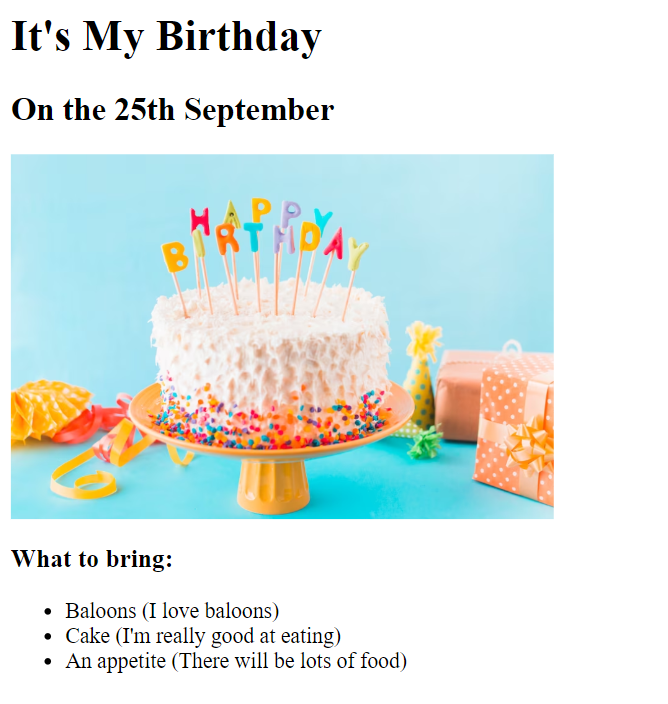 It's My Birthday
On the 25th September
HAPPY
BIRTHDAY
What to bring:
Baloons (I love baloons)
Cake (I'm really good at eating)
An appetite (There will be lots of food)